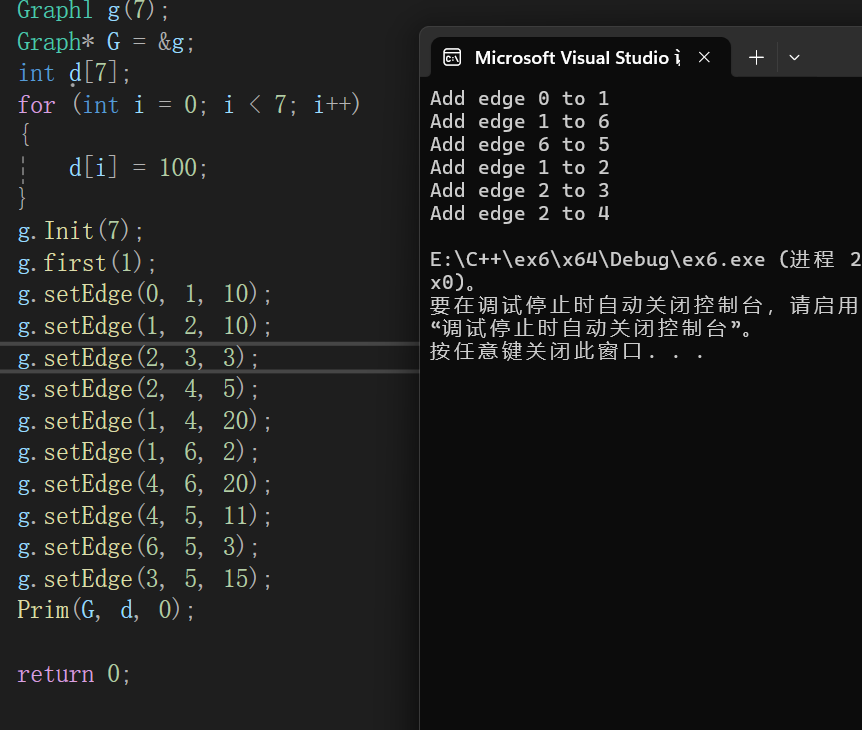 Graphl g(7);
Graph* G = &g;
int d[7];
for (int i = 0; i < 7; i++)
{
d[i] = 100;
}
g.Init(7);
g.first(1);
g.setEdge(0, 1, 10);
g.setEdge(1, 2, 10);
g.setEdge(2, 3, 3);
g.setEdge(2, 4, 5);
g.setEdge(1, 4, 20);
g.setEdge(1, 6, 2);
g.setEdge(4, 6, 20);
g.setEdge(4, 5, 11);
g.setEdge(6, 5, 3);
g.setEdge(3, 5, 15);
Prim(G, d, 0);
return 0;
Microsoft Visual Studio
Add edge 0 to 1
Add edge 1 to 6
Add edge 6 to 5
Add edge 1 to 2
Add edge 2 to 3
Add edge 2 to 4
E:\C++\ex6\x64\Debug\ex6.exe (进程 2
x0)。
要在调试停止时自动关闭控制台，请启用
“调试停止时自动关闭控制台”。
按任意键关闭此窗口. . .